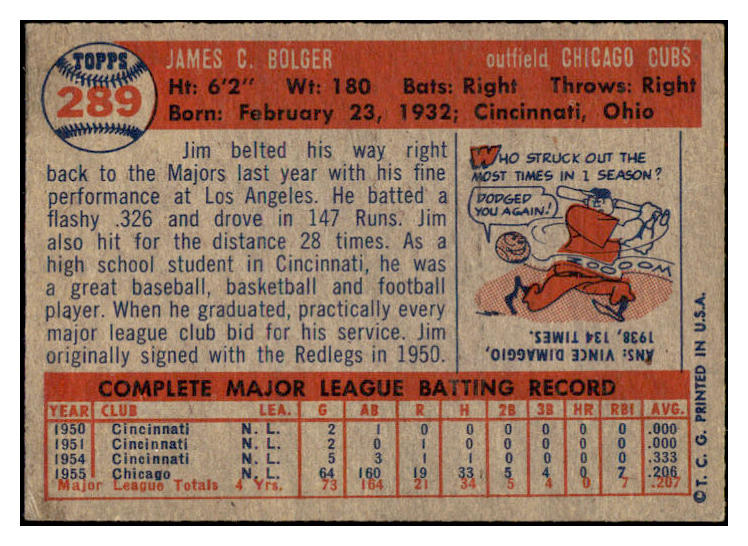 TOPPS
289
JAMES C. BOLGER outfield CHICAGO CUBS
Ht: 6'2" Wt: 180 Bats: Right Throws: Right
Born: February 23, 1932; Cincinnati, Ohio
Jim belted his way right
back to the Majors last year with his fine
performance at Los Angeles. He batted a
flashy .326 and drove in 147 Runs. Jim
also hit for the distance 28 times. As a
high school student in Cincinnati, he was
a great baseball, basketball and football
player. When he graduated, practically every
major league club bid for his service. Jim
originally signed with the Redlegs in 1950.
WHO STRUCK OUT THE
MOST TIMES IN 1 SEASON?
DODGED
YOU AGAIN!
ZOOOOM
ANS: VINCE DIMAGGIO,
1938, 134 TIMES.
COMPLETE MAJOR LEAGUE BATTING RECORD
YEAR CLUB LEA. G AB R H 2B 3B HR RBI AVG.
1950 Cincinnati N. L. 2 1 0 0 0 0 0 0 .000
1951 Cincinnati N. L. 2 0 1 0 0 0 0 0 .000
1954 Cincinnati N. L. 5 3 1 1 0 0 0 0 .333
1955 Chicago N. L. 64 160 19 33 5 4 0 7 .206
Major League Totals 4 Yrs. 73 164 21 34 5 4 0 7 .207
© T. C. G. PRINTED IN U.S.A.